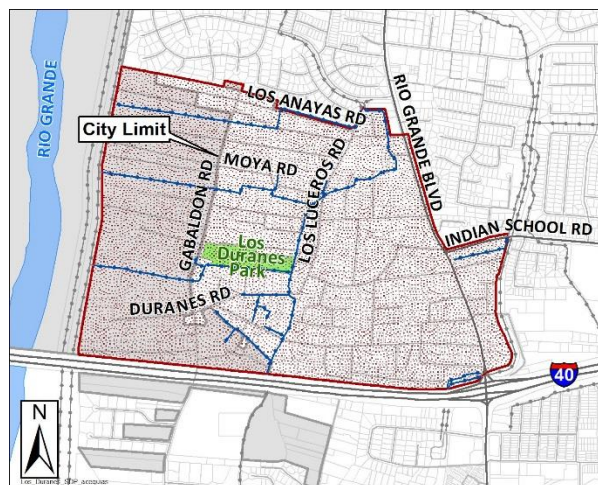 RIO GRANDE
City Limit
LOS ANAYAS RD
RIO GRANDE BLVD
MOYA RD
GABALDON RD
LOS LUCEROS RD
INDIAN SCHOOL RD
Los
Duranes
Park
DURANES RD
40
N
Los_Duranes_SDP_acequias